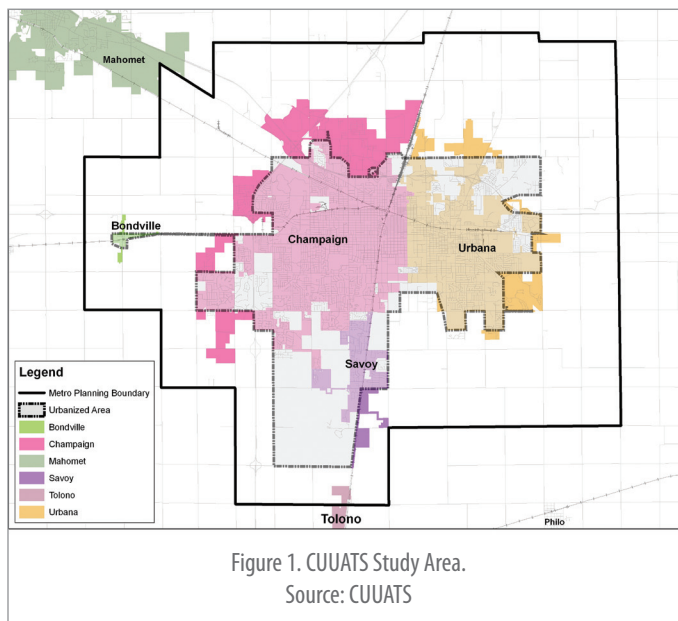 Mahomet
Bondville
Champaign
Urbana
Savoy
Legend
Metro Planning Boundary
Urbanized Area
Bondville
Champaign
Mahomet
Savoy
Tolono
Urbana
Tolono
Philo
Figure 1. CUUATS Study Area.
Source: CUUATS